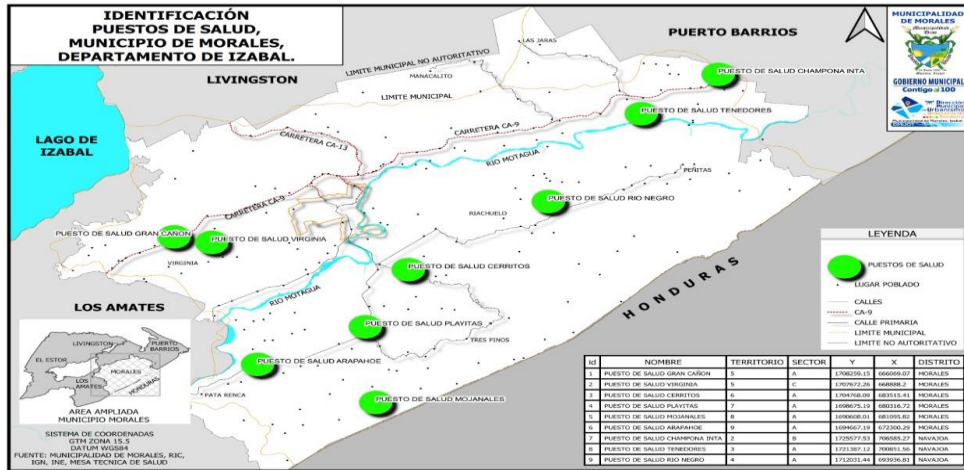 IDENTIFICACIÓN
PUESTOS DE SALUD,
MUNICIPIO DE MORALES,
DEPARTAMENTO DE IZABAL.
LIVINGSTON
PUERTO BARRIOS
MUNICIPALIDAD
DE MORALES
GOBIERNO MUNICIPAL
Contigo al 100
LAS JARAS
LIMITE MUNICIPAL NO AUTORITATIVO
MANACALITO
LIMITE MUNICIPAL
PUESTO DE SALUD CHAMPONA INTA
PUESTO DE SALUD TENEDORES
CARRETERA CA-9
CARRETERA CA-13
LAGO DE
IZABAL
RIO MOTAGUA
PEÑITAS
PUESTO DE SALUD RIO NEGRO
RIACHUELO
CARRETERA CA-9
PUESTO DE SALUD GRAN CAÑON
PUESTO DE SALUD VIRGINIA
VIRGINIA
PUESTO DE SALUD CERRITOS
RIO MOTAGUA
HONDURAS
LOS AMATES
PUESTO DE SALUD PLAYITAS
TRES PINOS
PUESTO DE SALUD ARAPAHOE
PATA RENCA
PUESTO DE SALUD MOJANALES
LEYENDA
PUESTOS DE SALUD
LUGAR POBLADO
CALLES
CA-9
CALLE PRIMARIA
LIMITE MUNICIPAL
LIMITE NO AUTORITATIVO
LIVINGSTON
PUERTO
BARRIOS
EL ESTOR
MORALES
LOS
AMATES
HONDURAS
AREA AMPLIADA
MUNICIPIO MORALES
SISTEMA DE COORDENADAS
GTM ZONA 15.5
DATUM WGS84
FUENTE: MUNICIPALIDAD DE MORALES, RIC,
IGN, INE, MESA TECNICA DE SALUD
id NOMBRE TERRITORIO SECTOR Y X DISTRITO
1 PUESTO DE SALUD GRAN CAÑON 5 A 1708259.15 666069.07 MORALES
2 PUESTO DE SALUD VIRGINIA 5 C 1707672.26 668888.2 MORALES
3 PUESTO DE SALUD CERRITOS 6 A 1704768.09 683515.41 MORALES
4 PUESTO DE SALUD PLAYITAS 7 A 1698675.19 680316.72 MORALES
5 PUESTO DE SALUD MOJANALES 8 A 1690608.01 681095.82 MORALES
6 PUESTO DE SALUD ARAPAHOE 9 A 1694667.19 672300.29 MORALES
7 PUESTO DE SALUD CHAMPONA INTA 2 B 1725577.53 706585.27 NAVAJOA
8 PUESTO DE SALUD TENEDORES 3 A 1721387.12 700851.56 NAVAJOA
9 PUESTO DE SALUD RIO NEGRO 4 A 1712031.44 693936.81 NAVAJOA